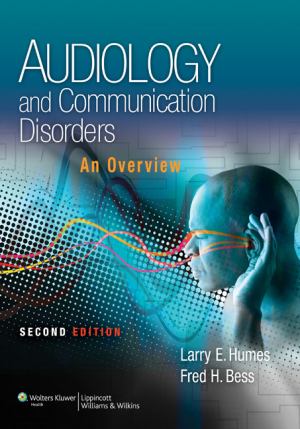 AUDIOLOGY
and Communication
Disorders
An Overview
SECOND EDITION
Larry E. Humes
Fred H. Bess
Wolters Kluwer
Health
Lippincott
Williams & Wilkins